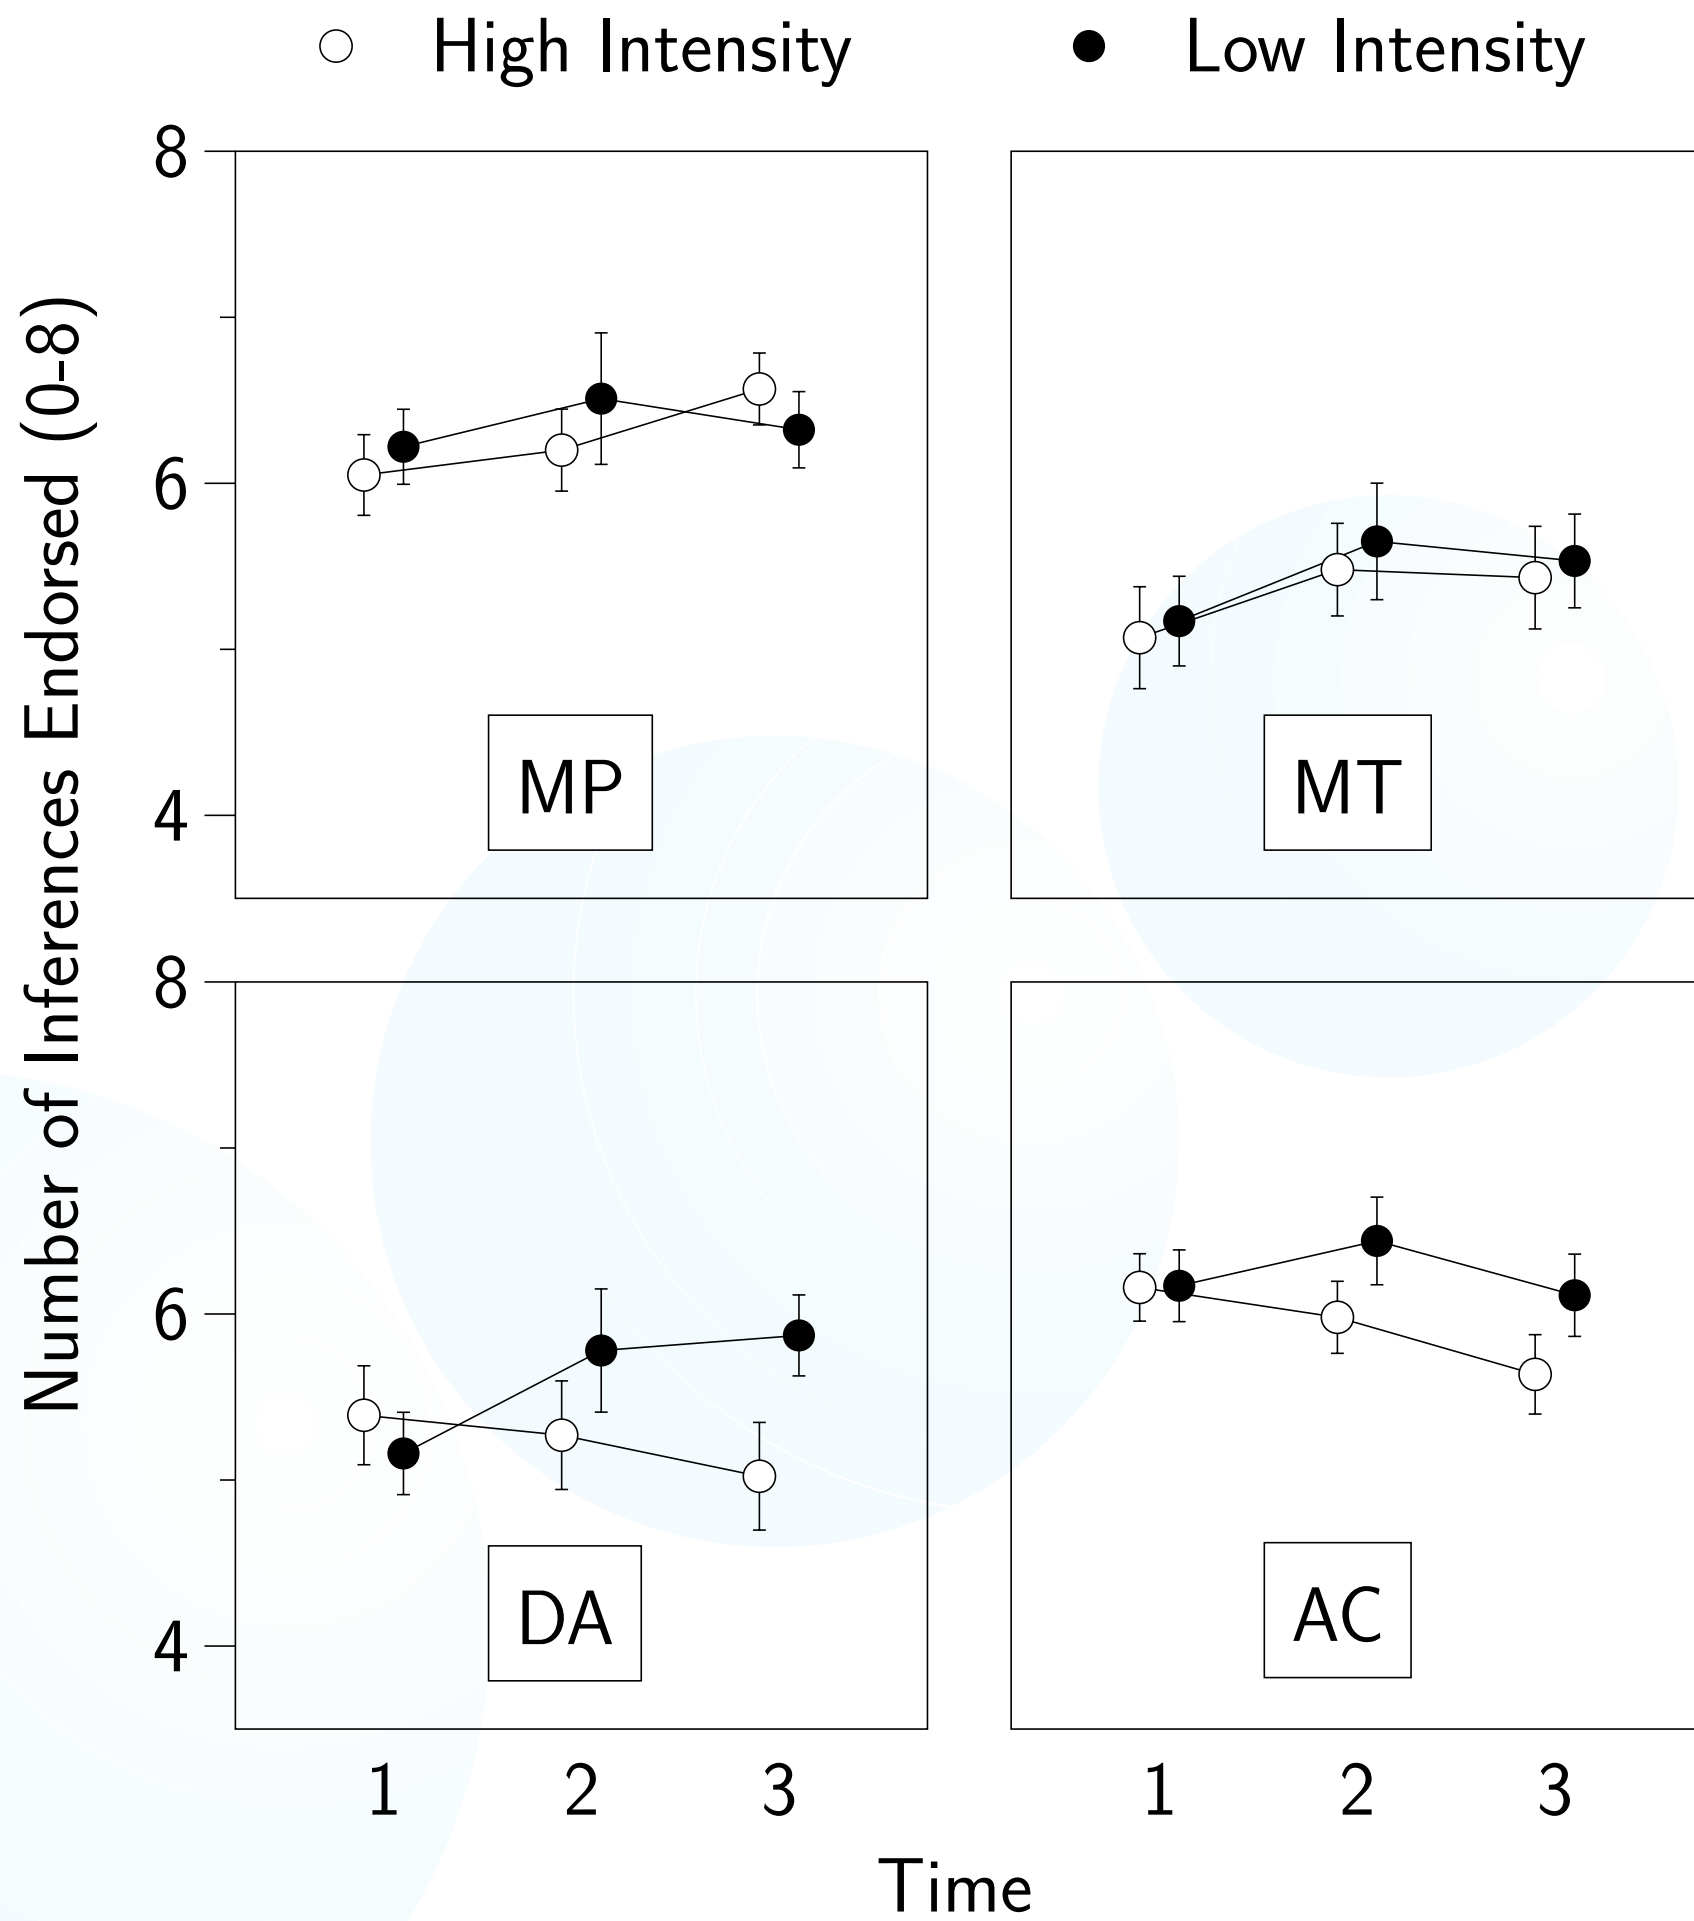 High Intensity
Low Intensity
Number of Inferences Endorsed (0-8)
8
6
4
MP
MT
8
6
4
DA
AC
1 2 3
1 2 3
Time